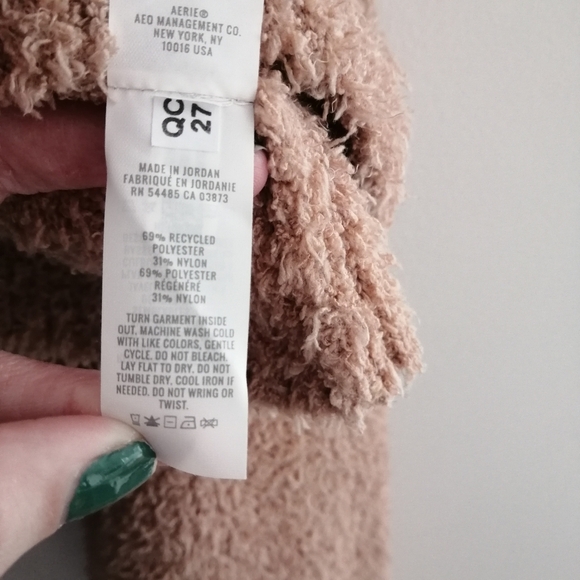 AERIE®
AEO MANAGEMENT CO.
NEW YORK, NY
10016 USA
QC
27
MADE IN JORDAN
FABRIQUÉ EN JORDANIE
RN 54485 CA 03873
69% RECYCLED
POLYESTER
31% NYLON
69% POLYESTER
RÉGÉNÉRÉ
31% NYLON
TURN GARMENT INSIDE
OUT. MACHINE WASH COLD
WITH LIKE COLORS, GENTLE
CYCLE. DO NOT BLEACH.
LAY FLAT TO DRY. DO NOT
TUMBLE DRY. COOL IRON IF
NEEDED. DO NOT WRING OR
TWIST.